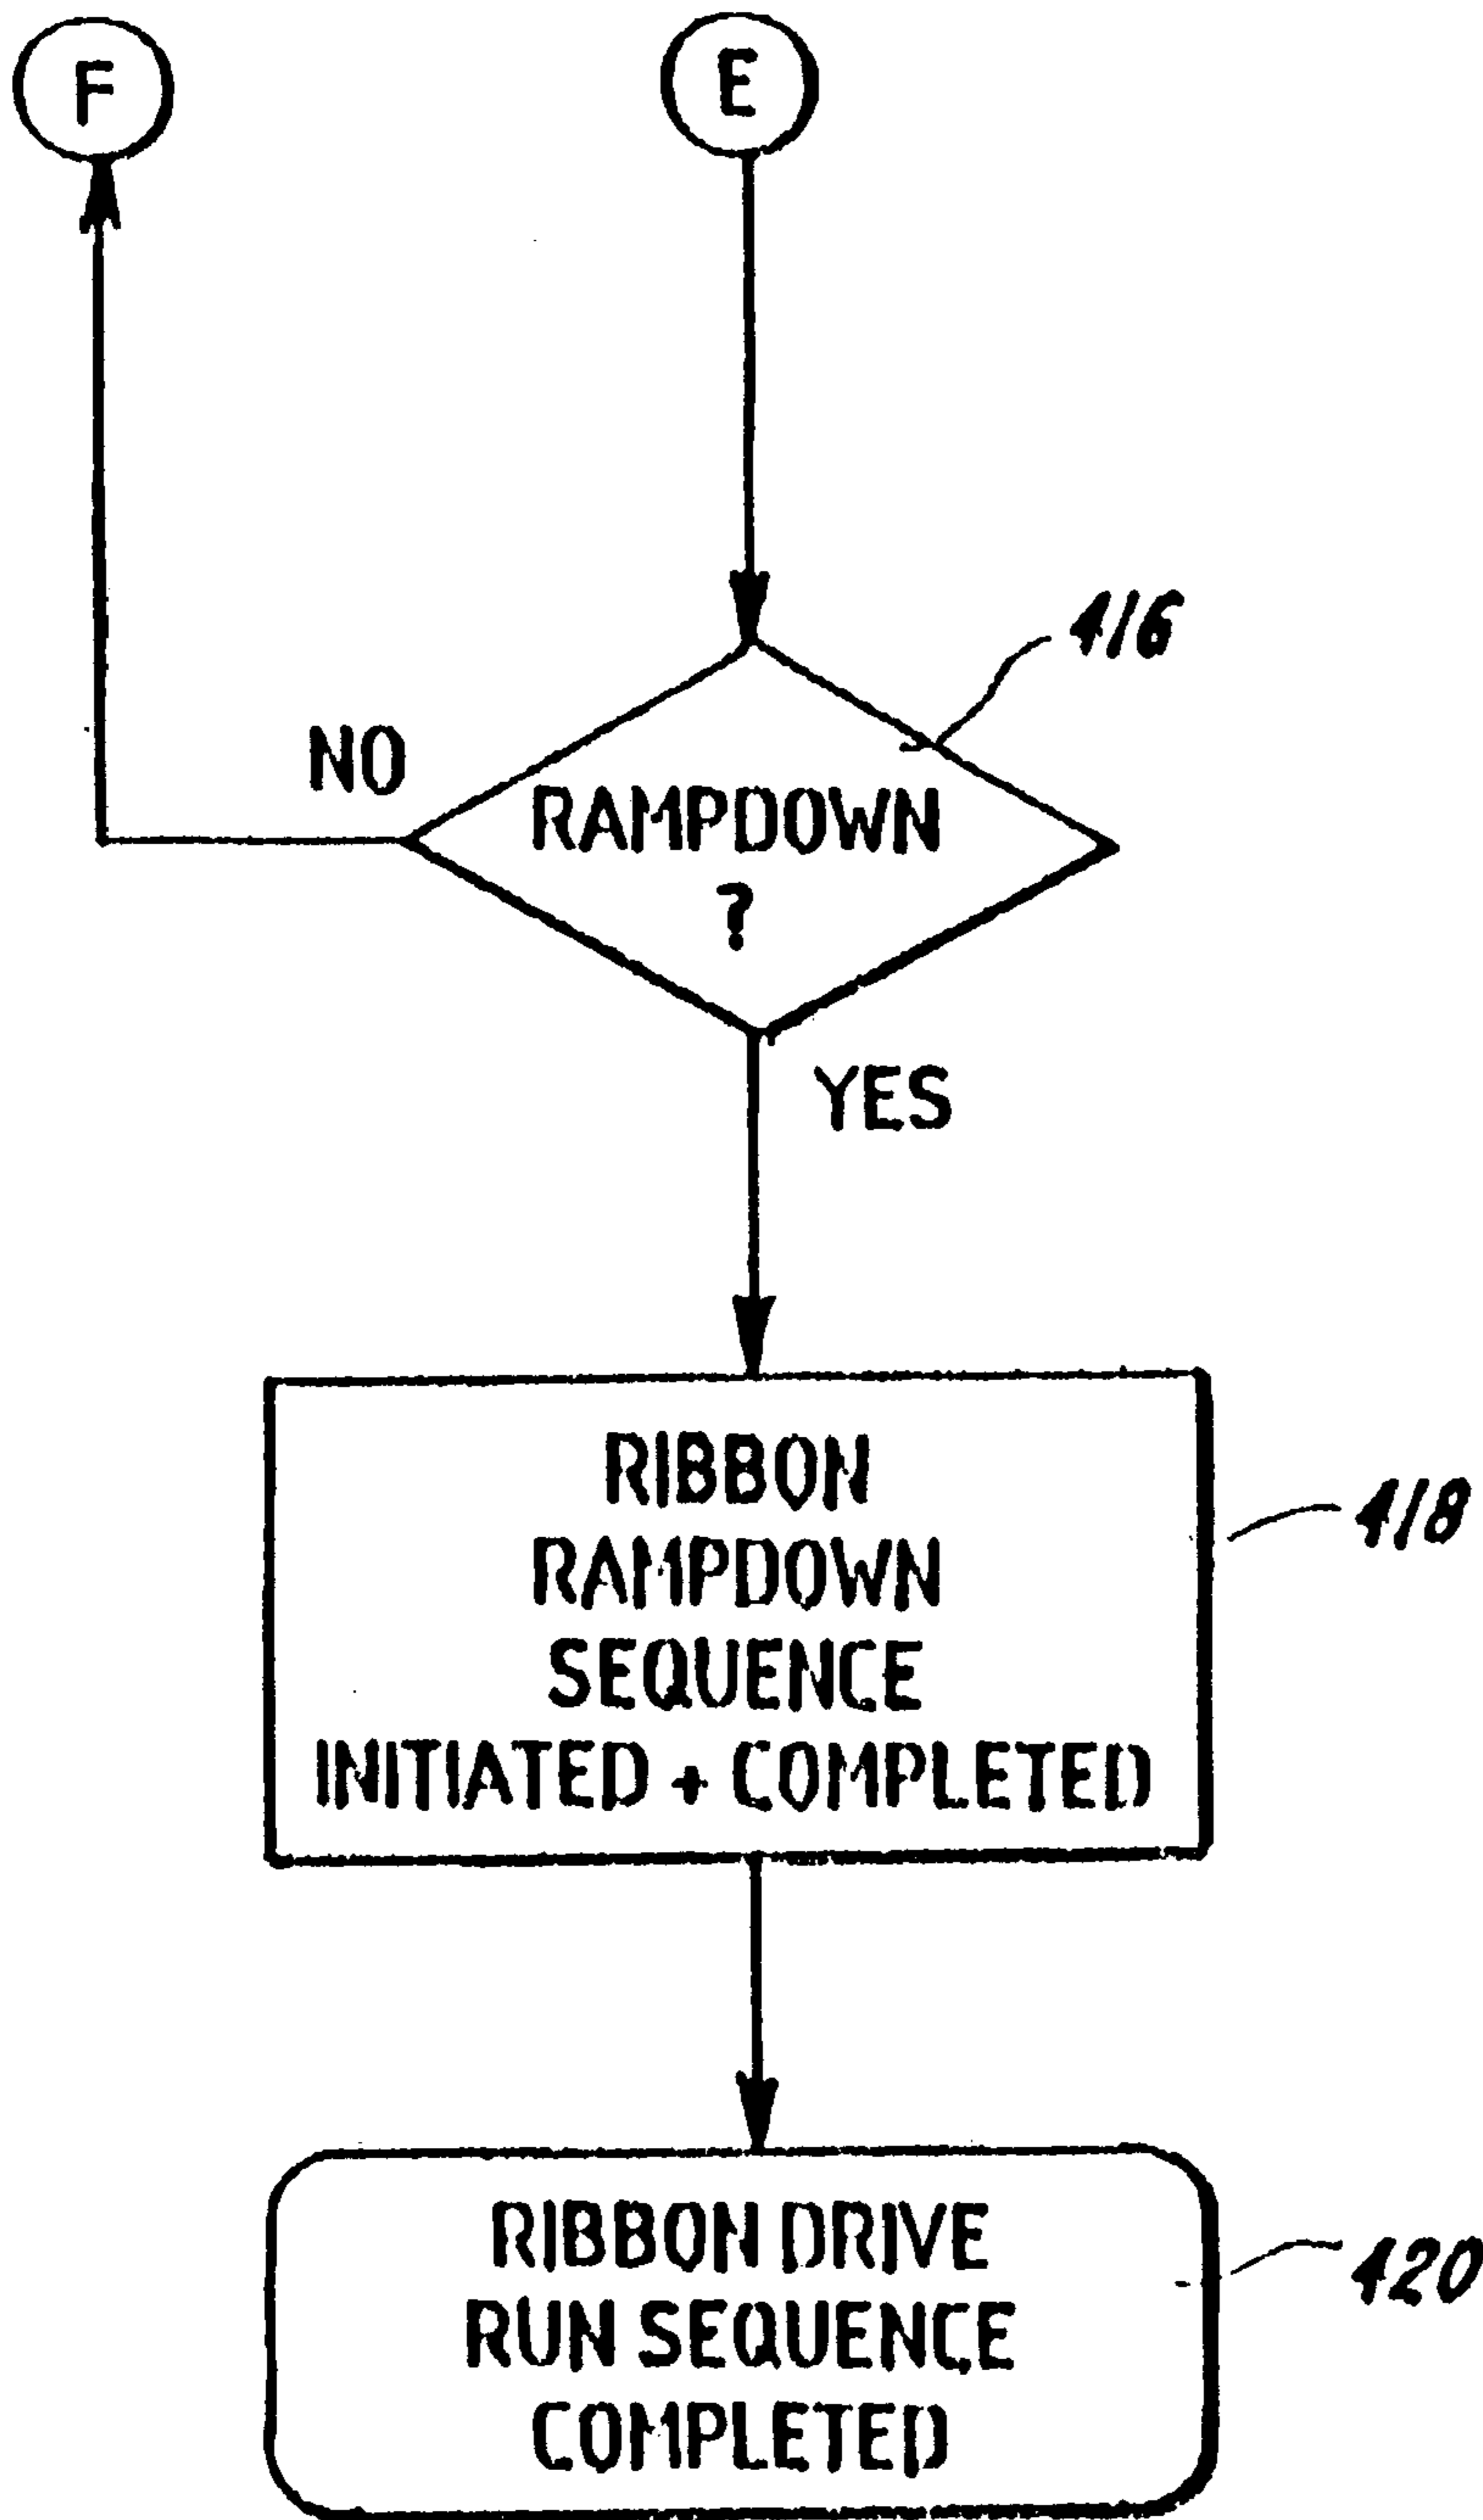 F
E
416
NO
RAMPDOWN
?
YES
RIBBON
RAMPDOWN
SEQUENCE
INITIATED + COMPLETED
418
RIBBON DRIVE
RUN SEQUENCE
COMPLETED
420